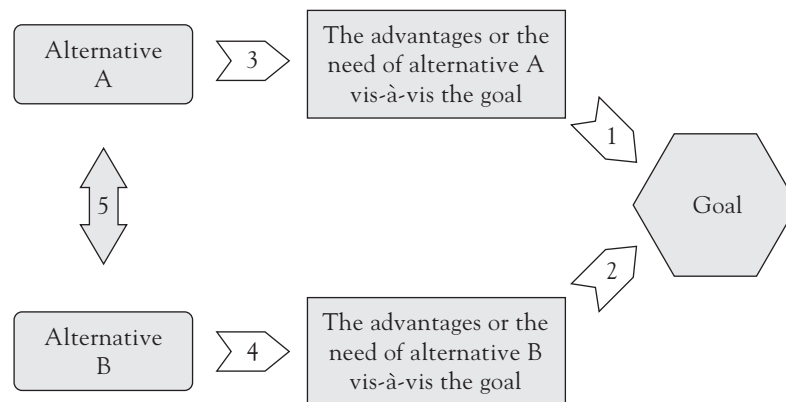 Alternative
A
3
The advantages or the
need of alternative A
vis-à-vis the goal
1
Goal
5
2
Alternative
B
4
The advantages or the
need of alternative B
vis-à-vis the goal